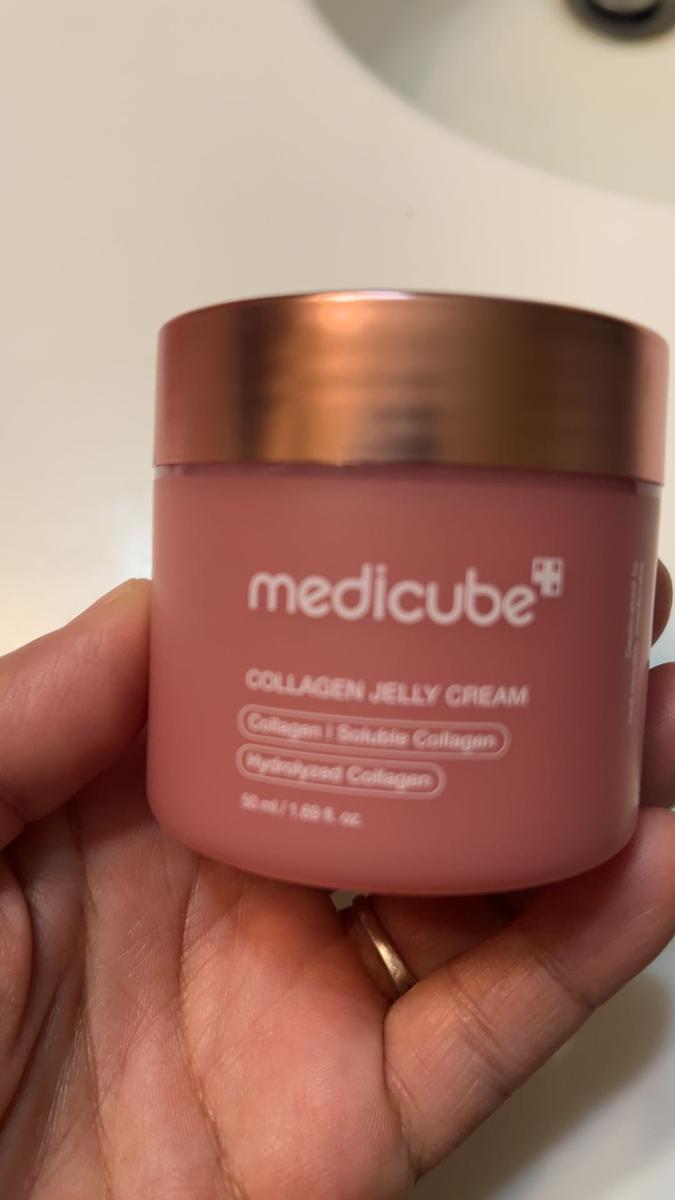 medicube
COLLAGEN JELLY CREAM
Collagen | Soluble Collagen
Hydrolyzed Collagen
50 ml / 1.69 fl. oz.